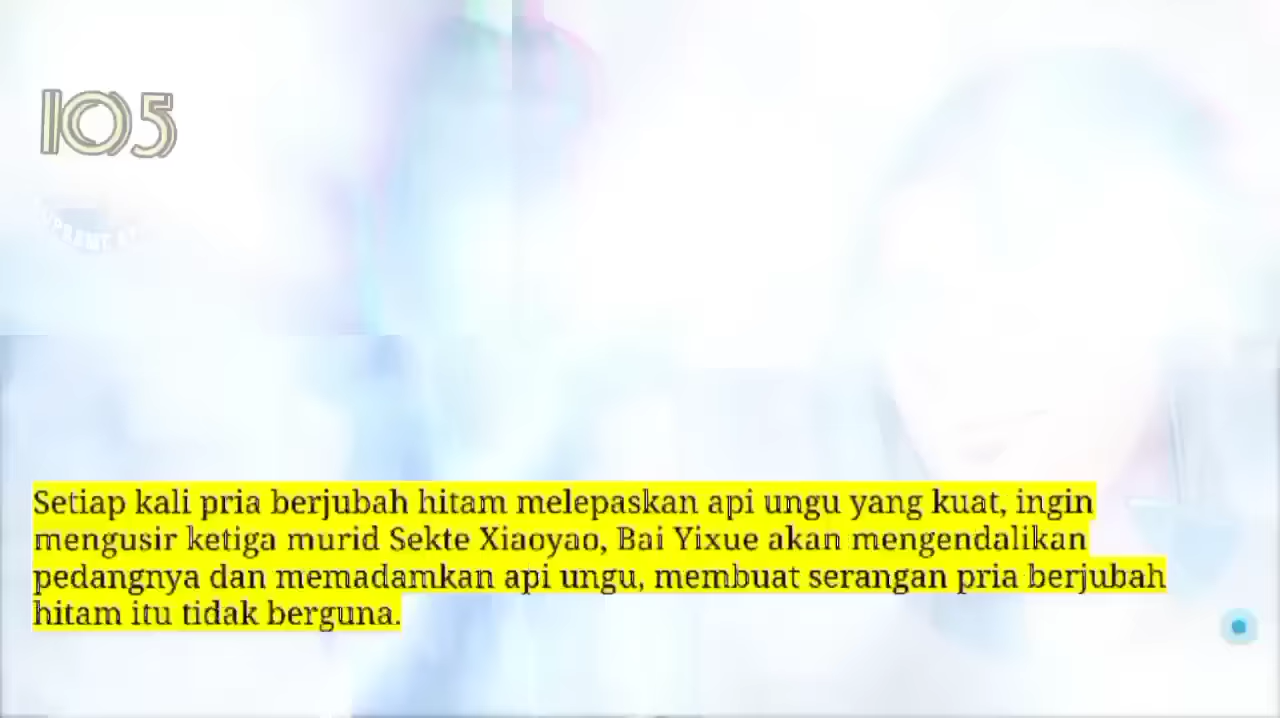 105
Setiap kali pria berjubah hitam melepaskan api ungu yang kuat, ingin
mengusir ketiga murid Sekte Xiaoyao, Bai Yixue akan mengendalikan
pedangnya dan memadamkan api ungu, membuat serangan pria berjubah
hitam itu tidak berguna.